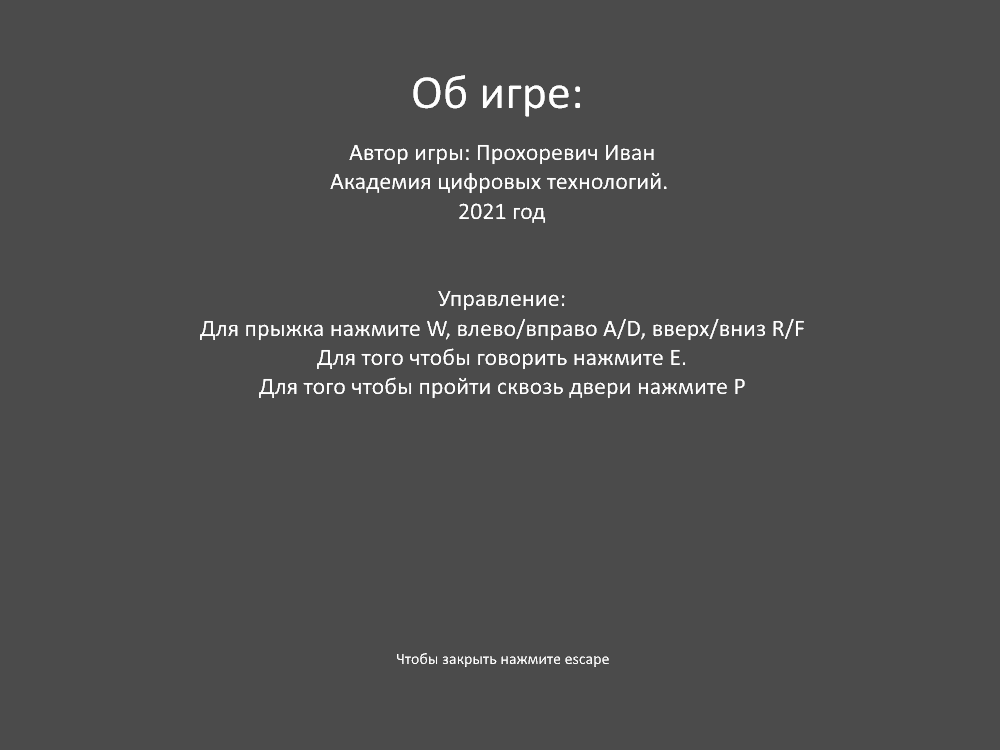 Об игре:
Автор игры: Прохоревич Иван
Академия цифровых технологий.
2021 год
Управление:
Для прыжка нажмите W, влево/вправо A/D, вверх/вниз R/F
Для того чтобы говорить нажмите E.
Для того чтобы пройти сквозь двери нажмите P
Чтобы закрыть нажмите escape